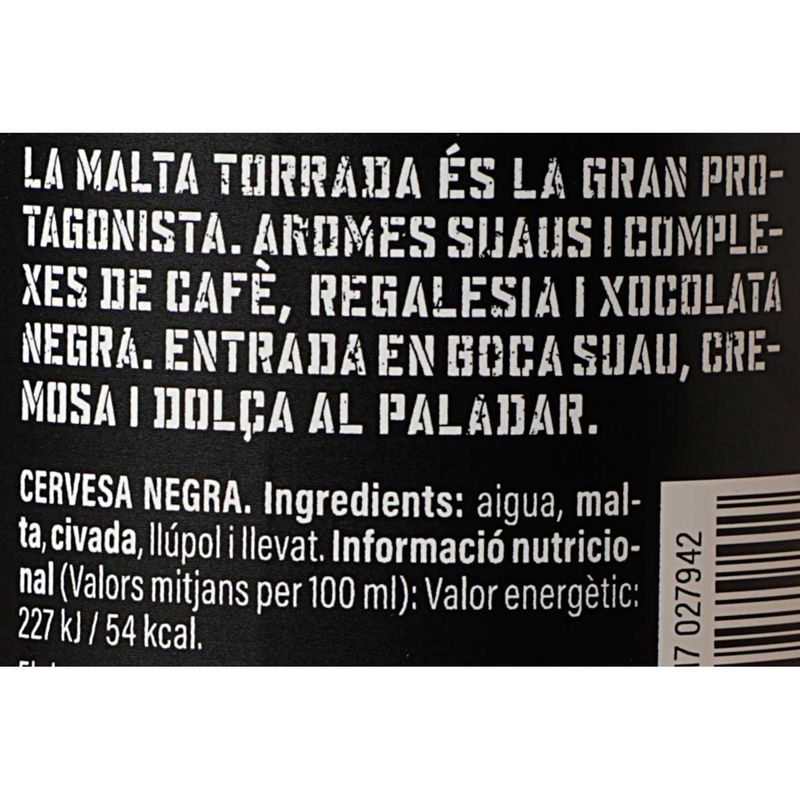 LA MALTA TORRADA ÉS LA GRAN PRO-
TAGONISTA. AROMES SUAUS I COMPLE-
XES DE CAFÈ, REGALESIA I XOCOLATA
NEGRA. ENTRADA EN BOCA SUAU, CRE-
MOSA I DOLÇA AL PALADAR.
CERVESA NEGRA. Ingredients: aigua, mal-
ta, civada, llúpol i llevat. Informació nutricio-
nal (Valors mitjans per 100 ml): Valor energètic:
227 kJ / 54 kcal.
17 027942